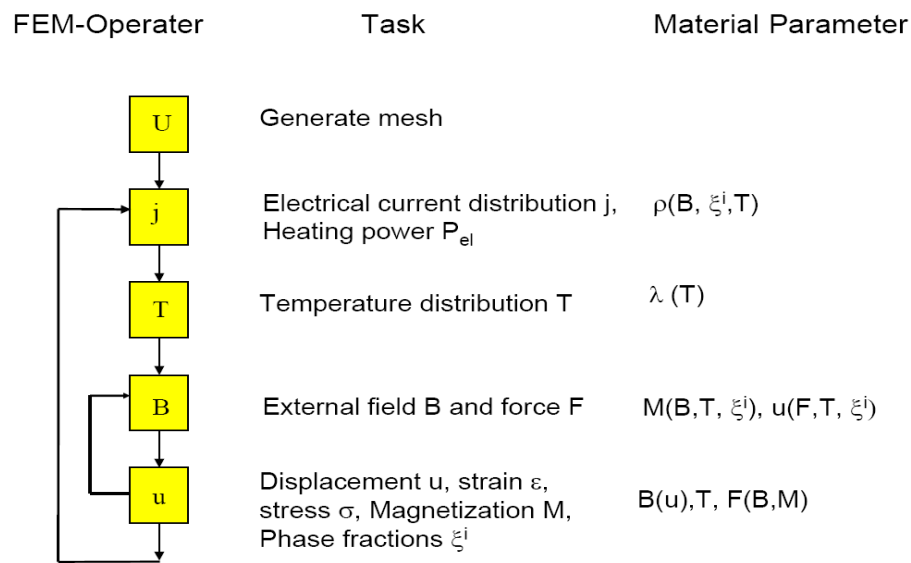 FEM-Operater Task Material Parameter
U Generate mesh
j Electrical current distribution j, ρ(B, ξⁱ,T)
Heating power Pₑₗ
T Temperature distribution T λ (T)
B External field B and force F M(B,T, ξⁱ), u(F,T, ξⁱ)
u Displacement u, strain ε,
stress σ, Magnetization M, B(u),T, F(B,M)
Phase fractions ξⁱ